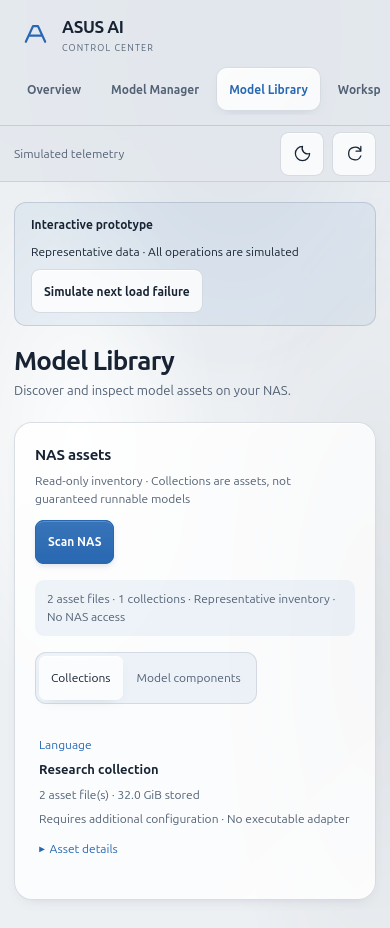 ASUS AI
CONTROL CENTER
Overview Model Manager Model Library Worksp
Simulated telemetry
Interactive prototype
Representative data · All operations are simulated
Simulate next load failure
Model Library
Discover and inspect model assets on your NAS.
NAS assets
Read-only inventory · Collections are assets, not
guaranteed runnable models
Scan NAS
2 asset files · 1 collections · Representative inventory ·
No NAS access
Collections Model components
Language
Research collection
2 asset file(s) · 32.0 GiB stored
Requires additional configuration · No executable adapter
▸ Asset details